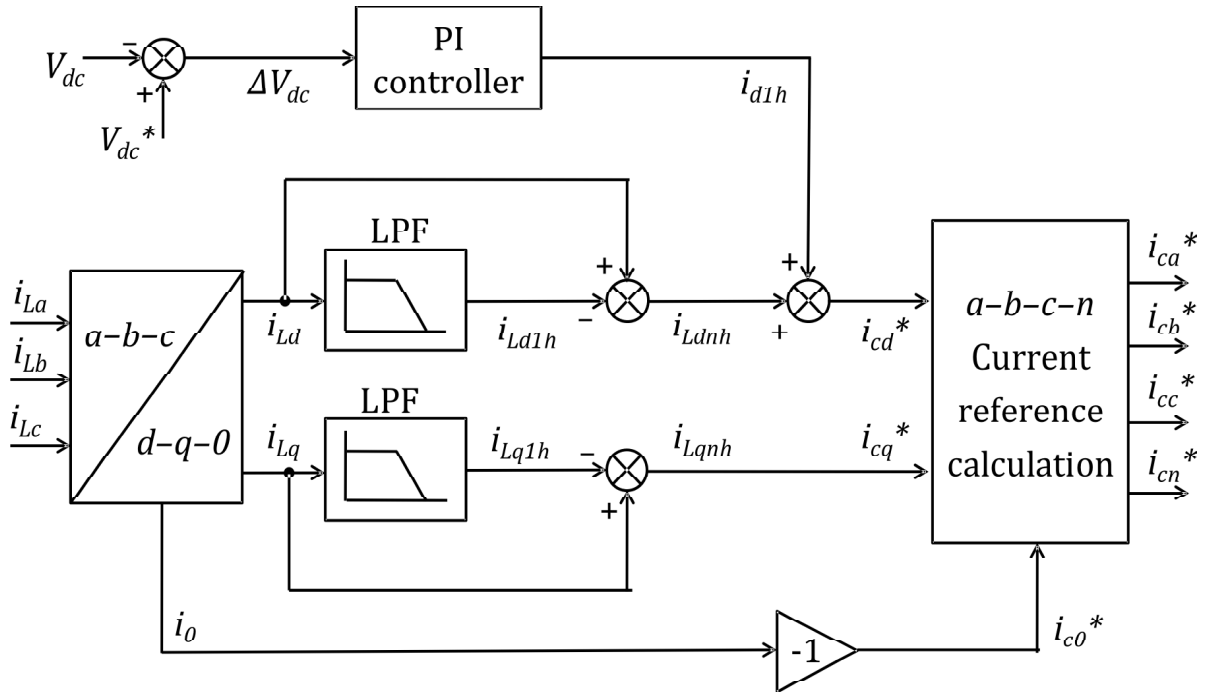 V_dc
−
+
V_dc*
ΔV_dc
PI
controller
i_d1h
LPF
i_La
i_Lb
i_Lc
a-b-c
d-q-0
i_Ld
i_Ld1h
+
−
i_Ldnh
+
+
i_cd*
LPF
i_Lq
i_Lq1h
−
+
i_Lqnh
i_cq*
a-b-c-n
Current
reference
calculation
i_ca*
i_cb*
i_cc*
i_cn*
i_0
-1
i_c0*